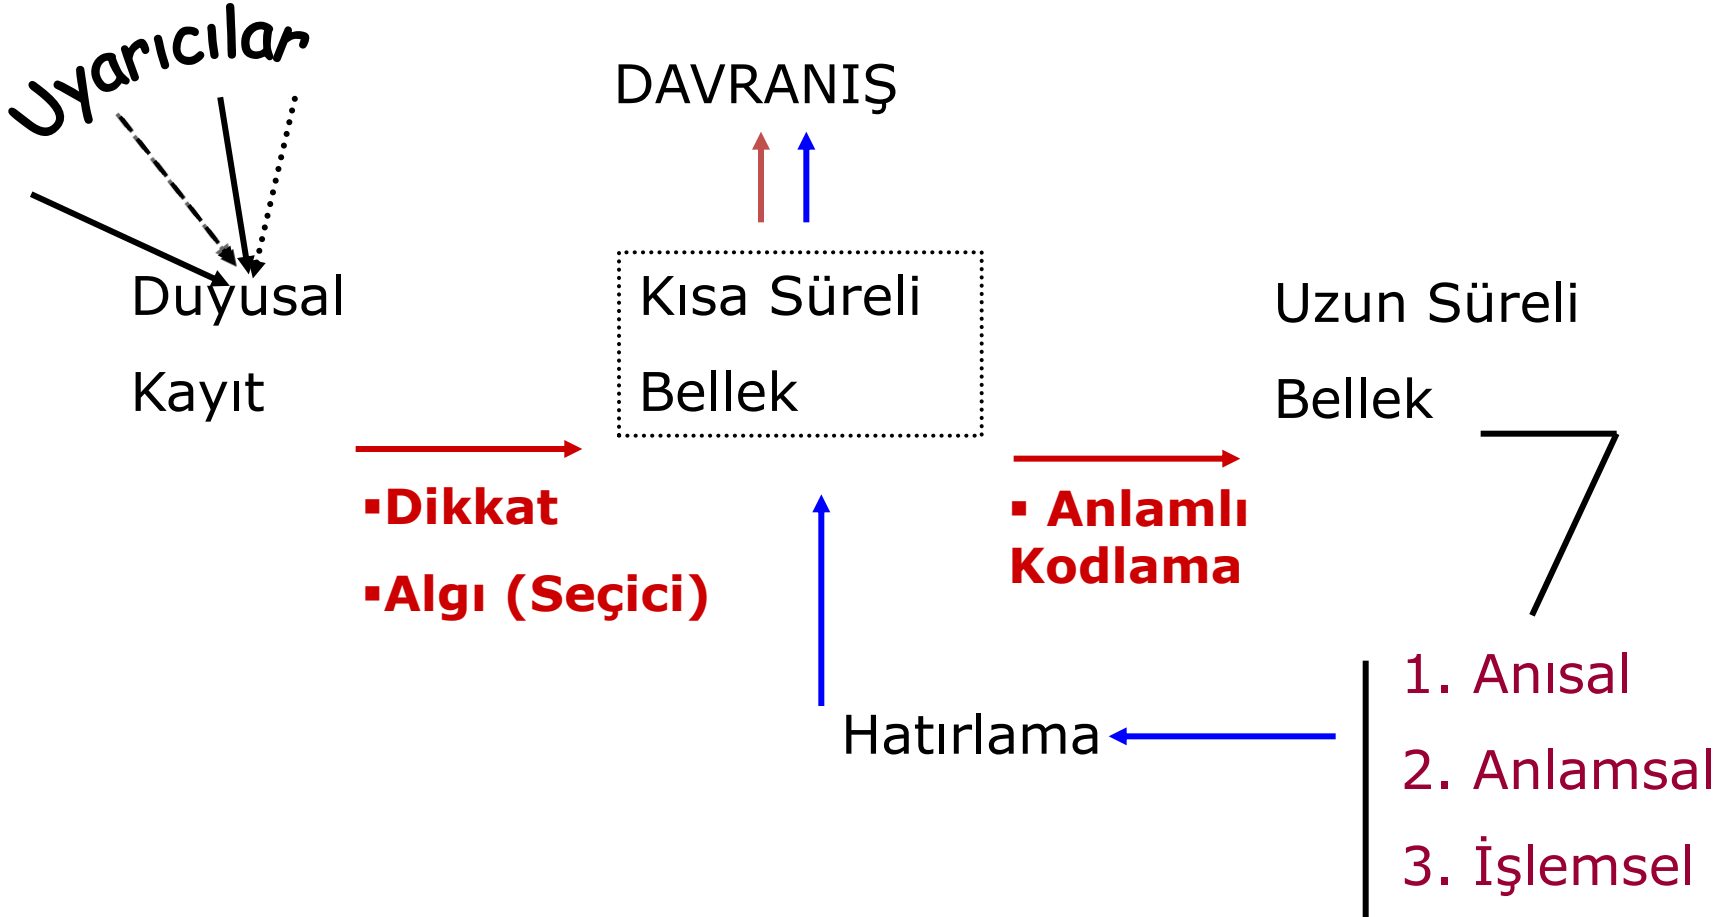 Uyarıcılar
DAVRANIŞ
Duyusal
Kayıt
Kısa Süreli
Bellek
Uzun Süreli
Bellek
▪Dikkat
▪Algı (Seçici)
▪ Anlamlı
Kodlama
Hatırlama
1. Anısal
2. Anlamsal
3. İşlemsel